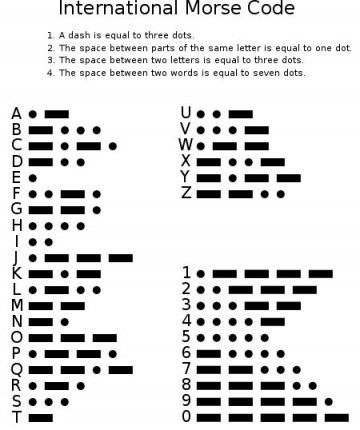 International Morse Code
1. A dash is equal to three dots.
2. The space between parts of the same letter is equal to one dot.
3. The space between two letters is equal to three dots.
4. The space between two words is equal to seven dots.
A
B
C
D
E
F
G
H
I
J
K
L
M
N
O
P
Q
R
S
T
U
V
W
X
Y
Z
1
2
3
4
5
6
7
8
9
0